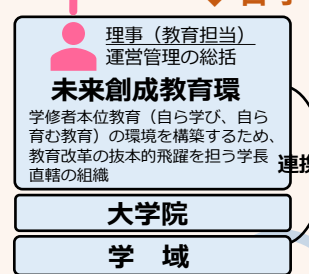 理事（教育担当）
運営管理の総括
未来創成教育環
学修者本位教育（自ら学び、自ら
育む教育）の環境を構築するため、
教育改革の抜本的飛躍を担う学長
直轄の組織
連携
大学院
学　域